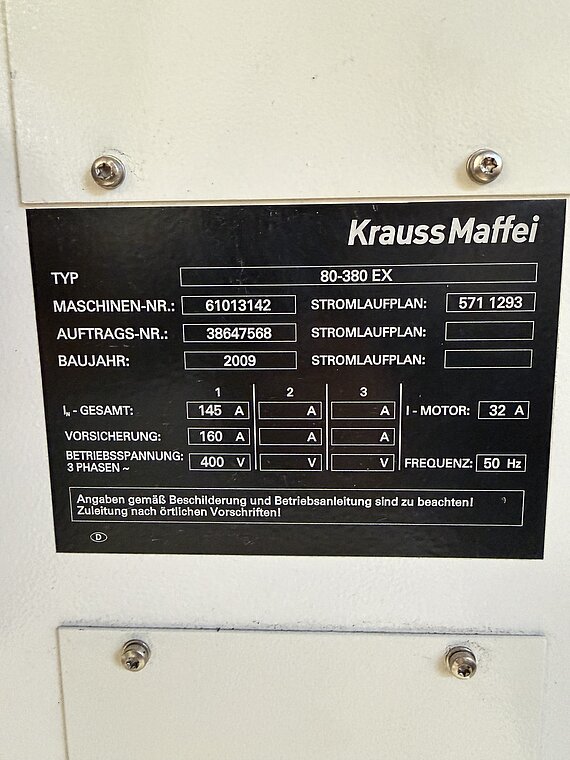 KraussMaffei
TYP 80-380 EX
MASCHINEN-NR.: 61013142 STROMLAUFPLAN: 571 1293
AUFTRAGS-NR.: 38647568 STROMLAUFPLAN:
BAUJAHR: 2009 STROMLAUFPLAN:
1 2 3
IN - GESAMT: 145 A A A I - MOTOR: 32 A
VORSICHERUNG: 160 A A A
BETRIEBSSPANNUNG: 400 V V V FREQUENZ: 50 Hz
3 PHASEN ~
Angaben gemäß Beschilderung und Betriebsanleitung sind zu beachten!
Zuleitung nach örtlichen Vorschriften!
D